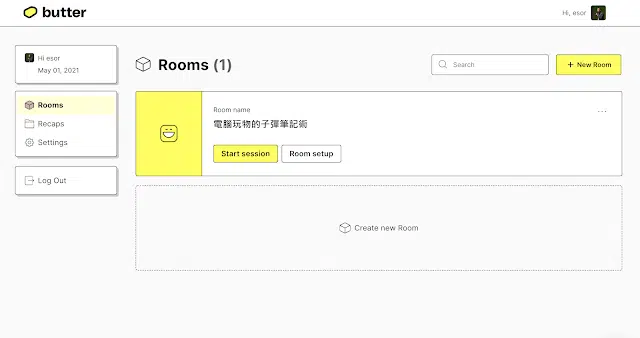 butter
Hi, esor
Hi esor
May 01, 2021
Rooms
Recaps
Settings
Log Out
Rooms (1)
Search
+ New Room
Room name
...
電腦玩物的子彈筆記術
Start session
Room setup
Create new Room